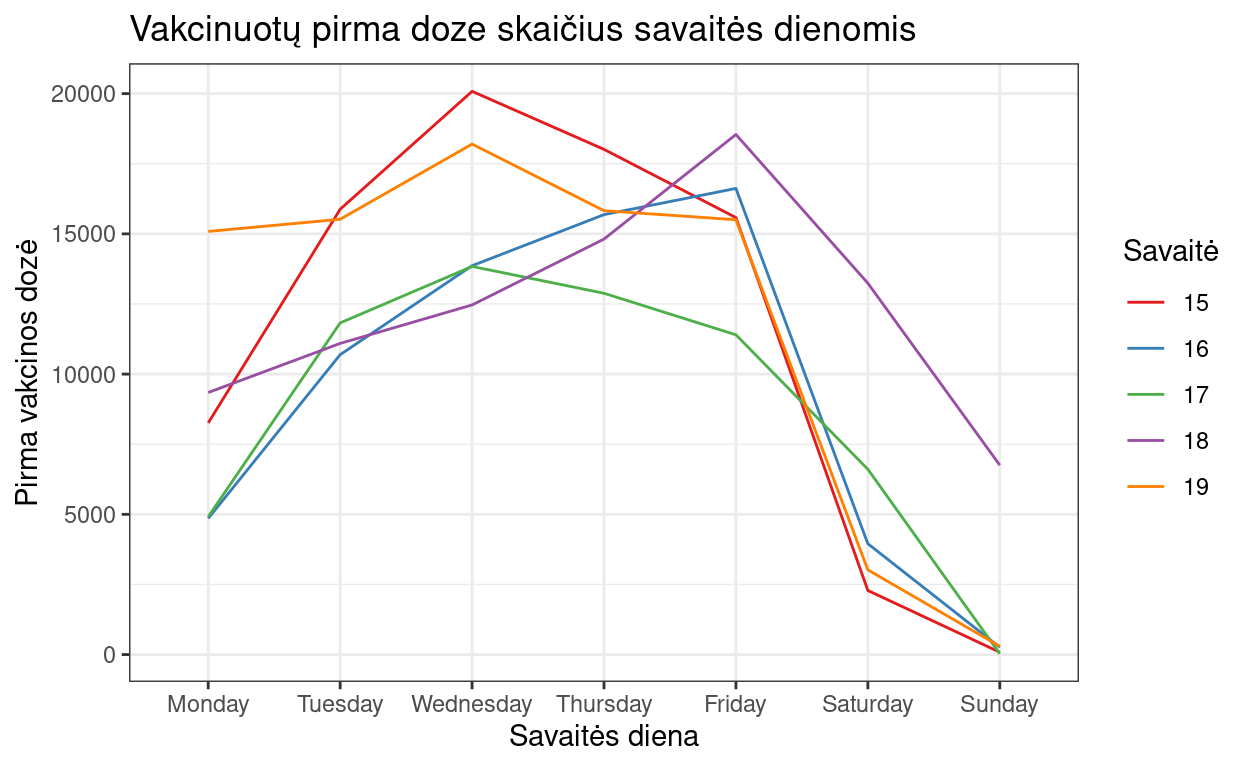 Vakcinuotų pirma doze skaičius savaitės dienomis
Pirma vakcinos dozė
20000
15000
10000
5000
0
Monday Tuesday Wednesday Thursday Friday Saturday Sunday
Savaitės diena
Savaitė
15
16
17
18
19